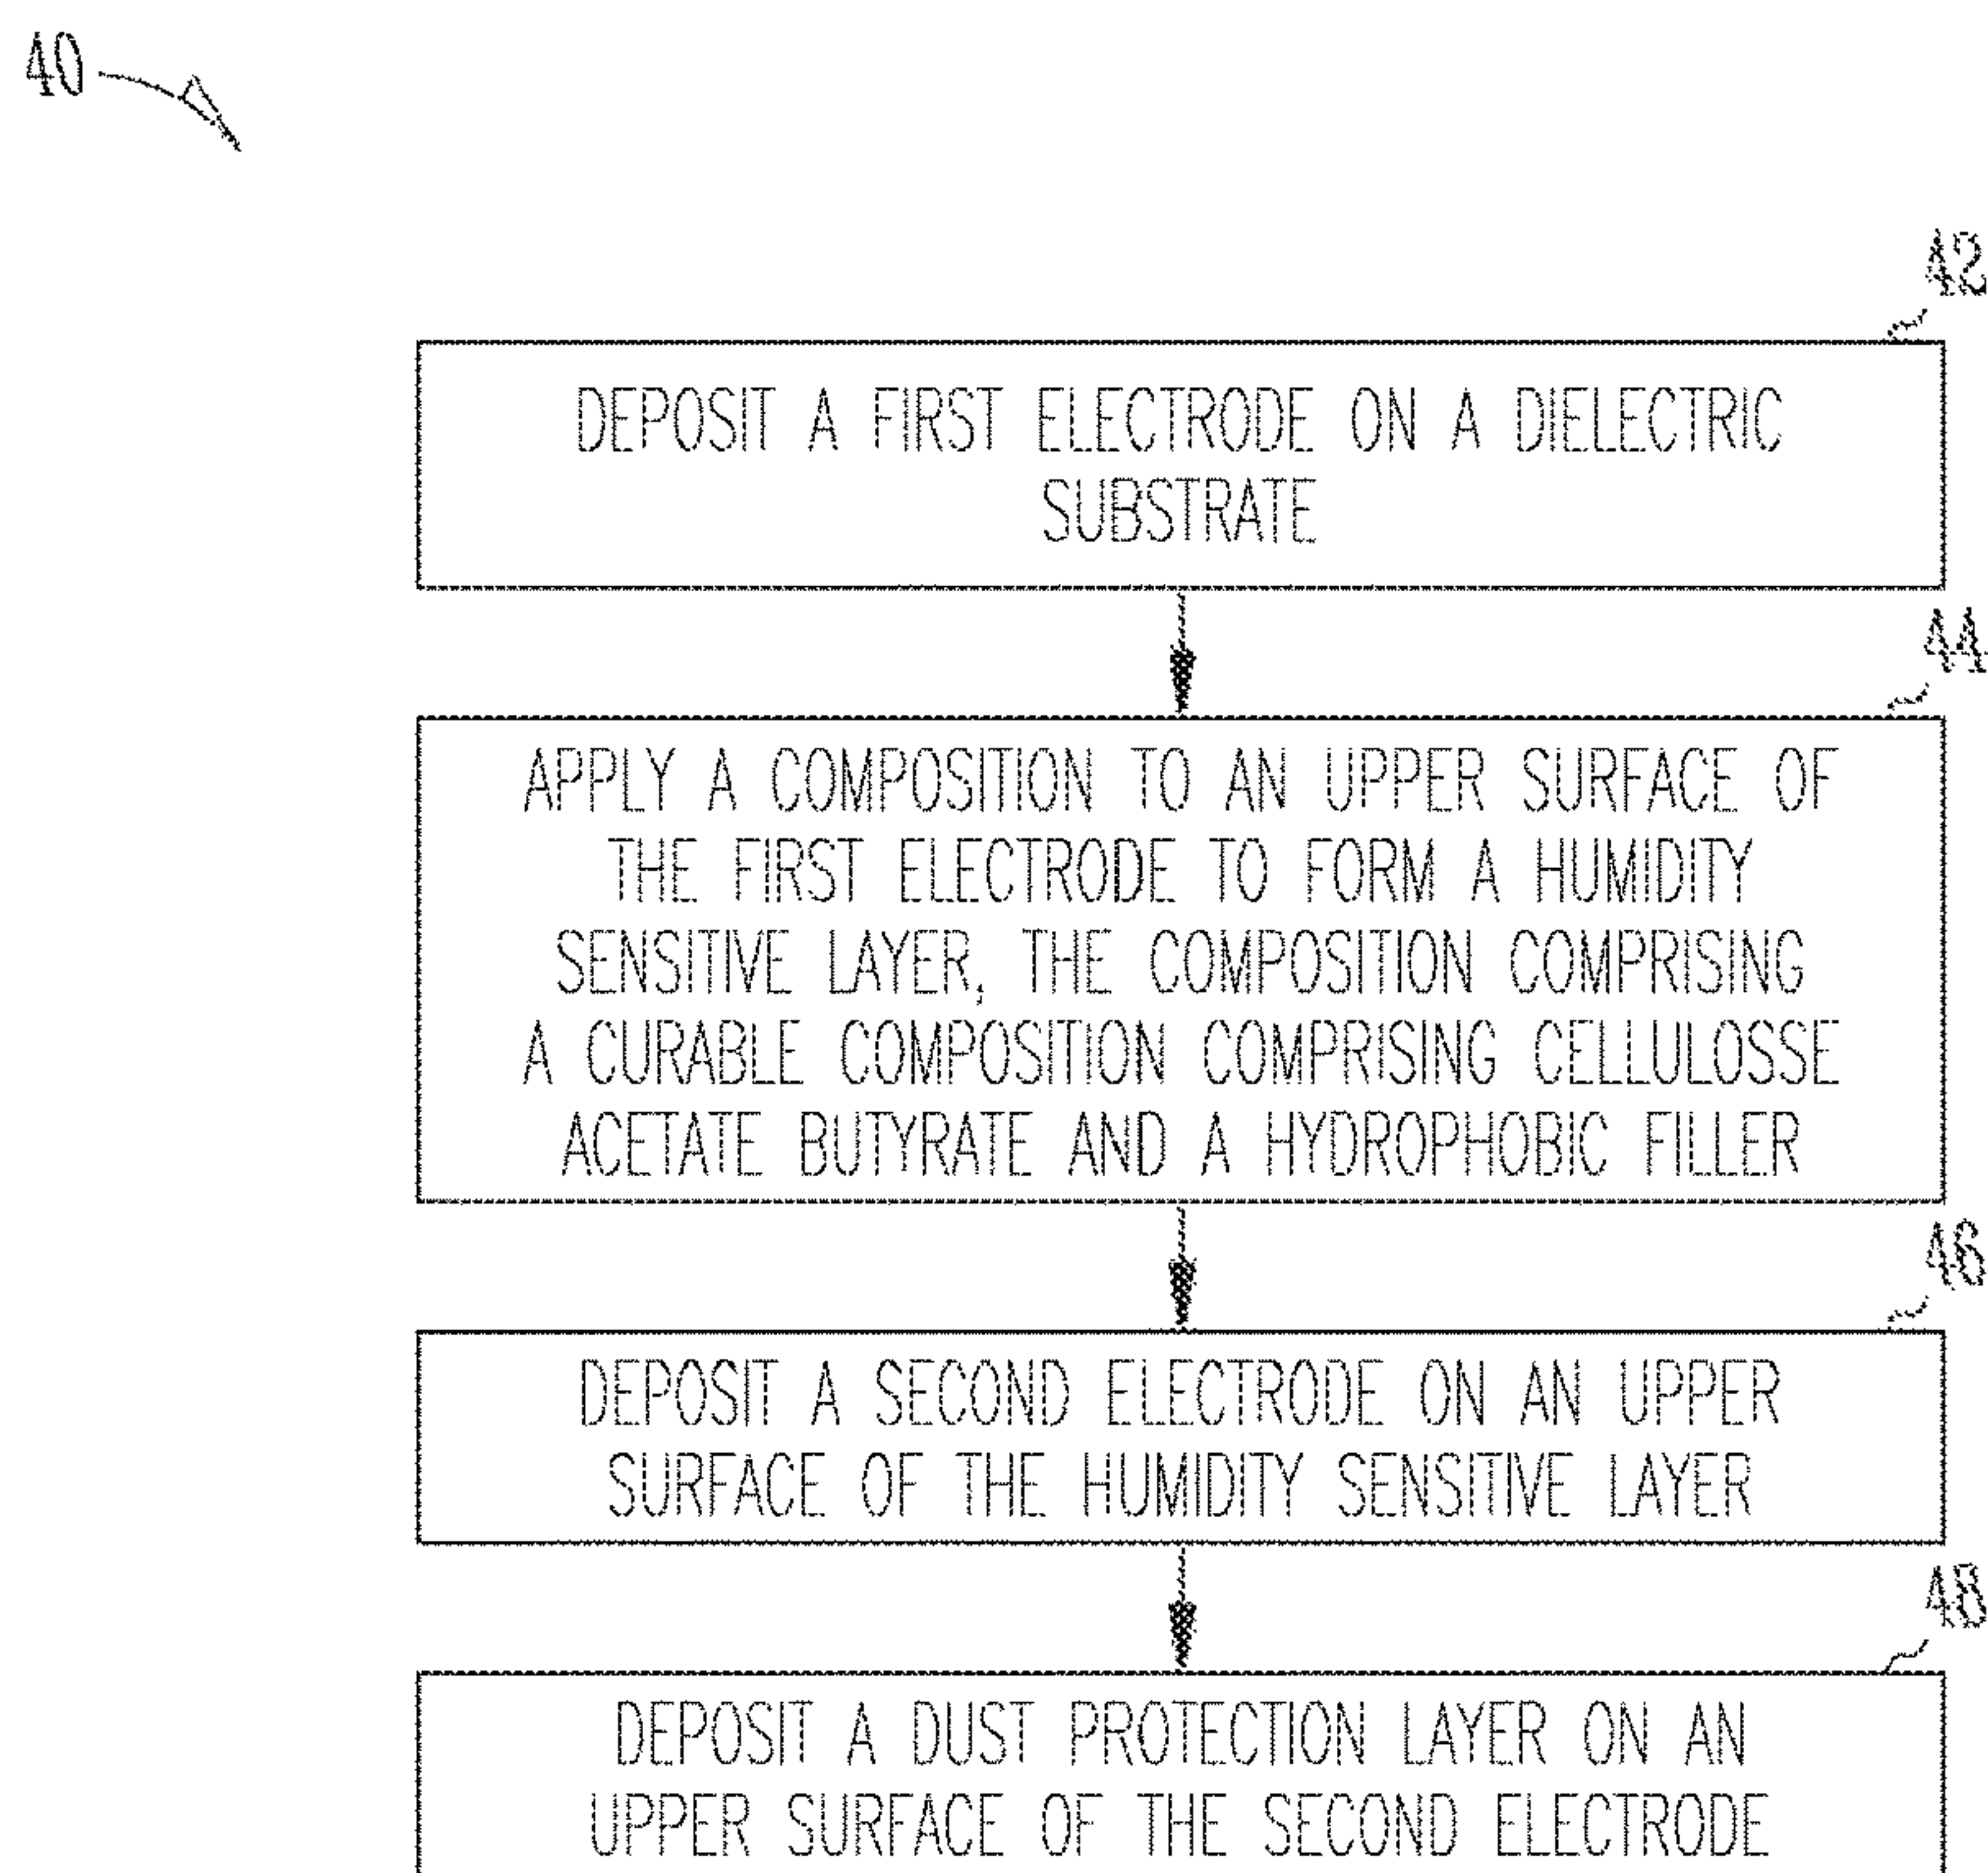 40
42
DEPOSIT A FIRST ELECTRODE ON A DIELECTRIC
SUBSTRATE
44
APPLY A COMPOSITION TO AN UPPER SURFACE OF
THE FIRST ELECTRODE TO FORM A HUMIDITY
SENSITIVE LAYER, THE COMPOSITION COMPRISING
A CURABLE COMPOSITION COMPRISING CELLULOSSE
ACETATE BUTYRATE AND A HYDROPHOBIC FILLER
46
DEPOSIT A SECOND ELECTRODE ON AN UPPER
SURFACE OF THE HUMIDITY SENSITIVE LAYER
48
DEPOSIT A DUST PROTECTION LAYER ON AN
UPPER SURFACE OF THE SECOND ELECTRODE